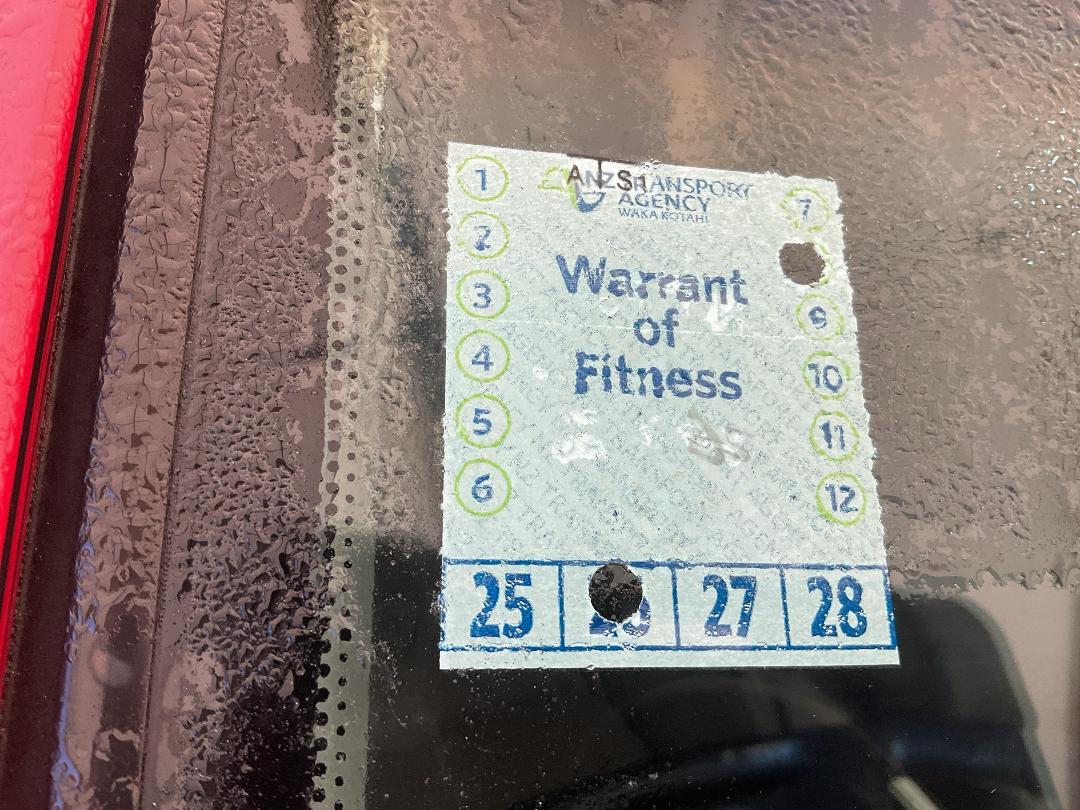 1
2
3
4
5
6
NZ TRANSPORT
AGENCY
WAKA KOTAHI
Warrant
of
Fitness
7
9
10
11
12
25 27 28